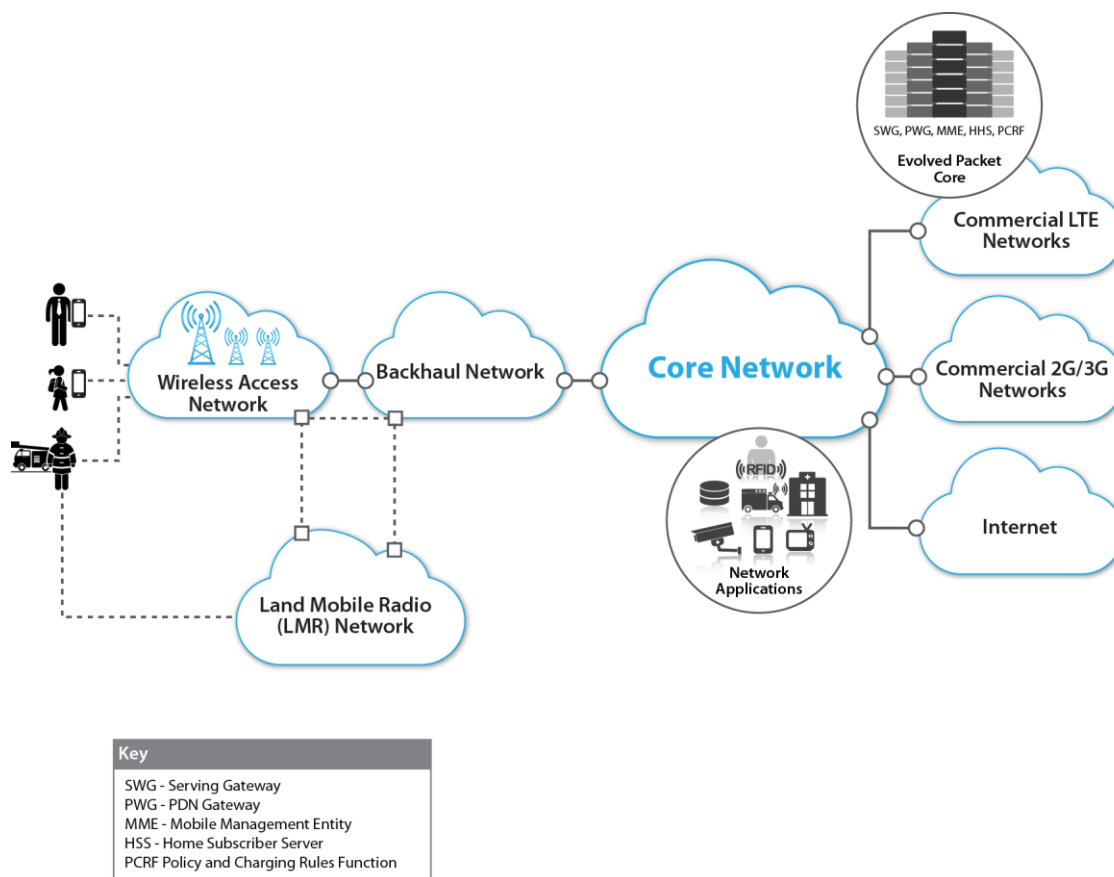 SWG, PWG, MME, HHS, PCRF
Evolved Packet
Core
Commercial LTE
Networks
Wireless Access
Network
Backhaul Network
Core Network
Commercial 2G/3G
Networks
RFID
Network
Applications
Internet
Land Mobile Radio
(LMR) Network
Key
SWG - Serving Gateway
PWG - PDN Gateway
MME - Mobile Management Entity
HSS - Home Subscriber Server
PCRF Policy and Charging Rules Function